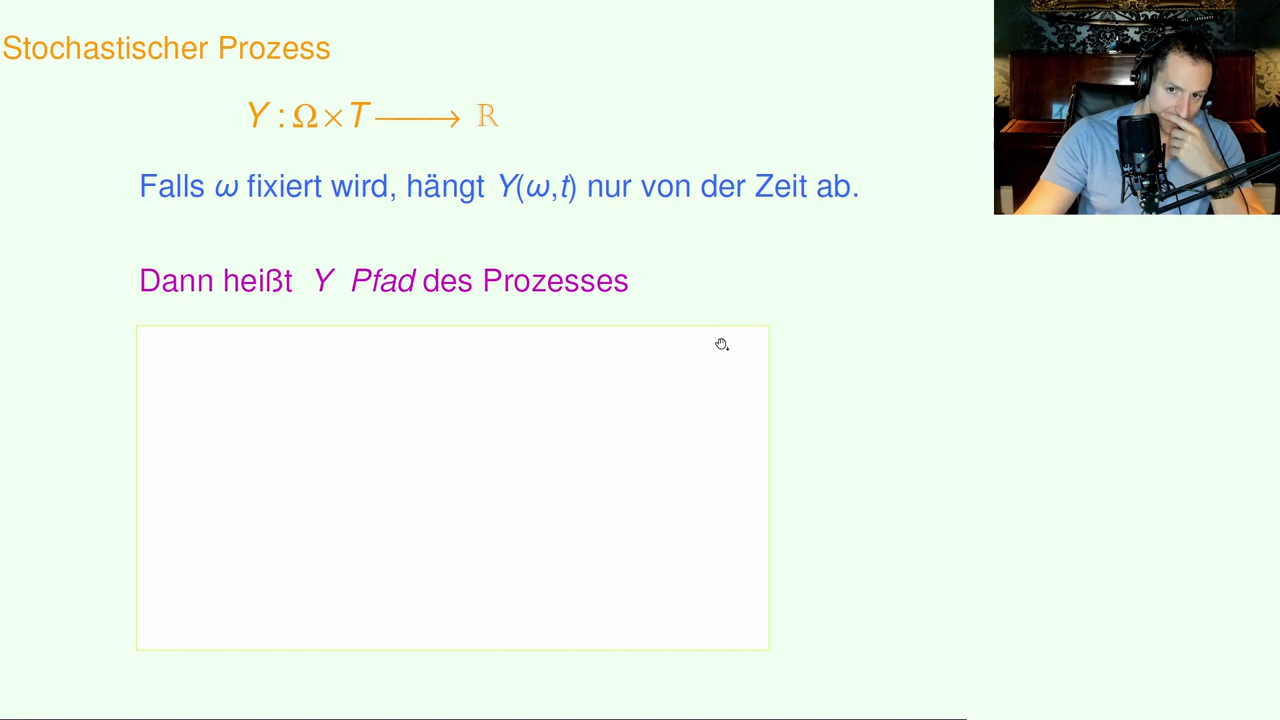 Stochastischer Prozess
Y : Ω × T ⟶ ℝ
Falls ω fixiert wird, hängt Y(ω,t) nur von der Zeit ab.
Dann heißt Y Pfad des Prozesses